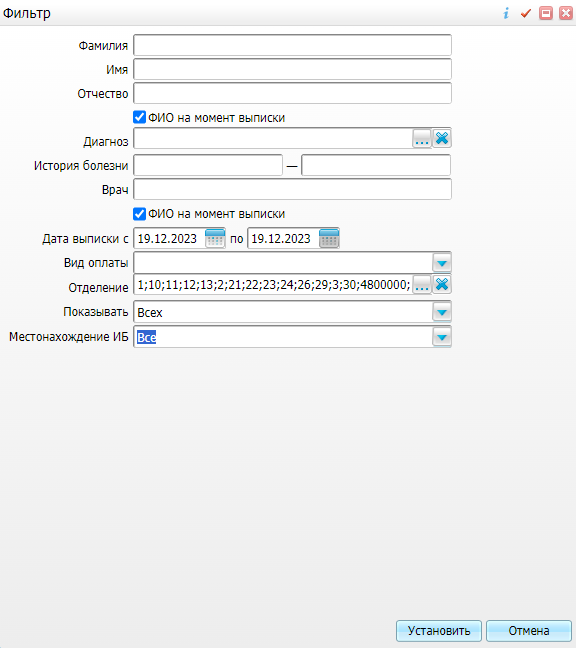 Фильтр
Фамилия
Имя
Отчество
ФИО на момент выписки
Диагноз ...
История болезни —
Врач
ФИО на момент выписки
Дата выписки с 19.12.2023 по 19.12.2023
Вид оплаты
Отделение 1;10;11;12;13;2;21;22;23;24;26;29;3;30;4800000; ...
Показывать Всех
Местонахождение ИБ Все
Установить Отмена